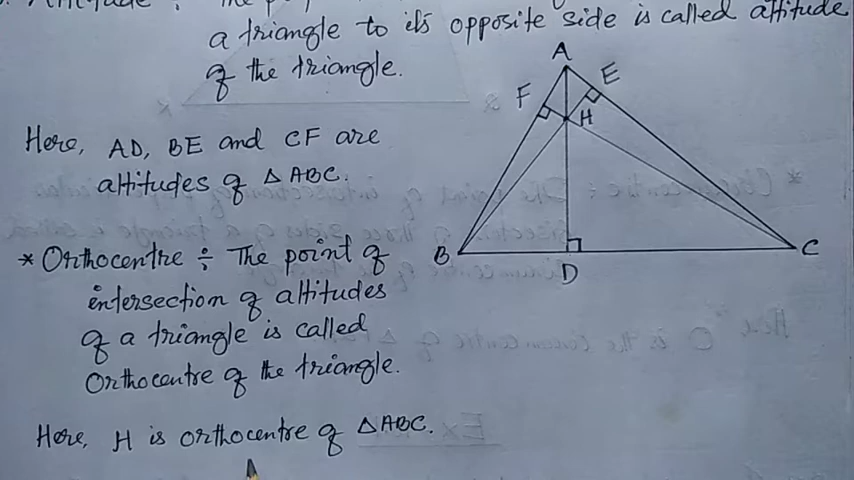 a triangle to its opposite side is called altitude
of the triangle.
Here, AD, BE and CF are
altitudes of △ABC.
* Orthocentre ÷ The point of
intersection of altitudes
of a triangle is called
Orthocentre of the triangle.
Here, H is orthocentre of △ABC.
A
F
E
H
B
C
D